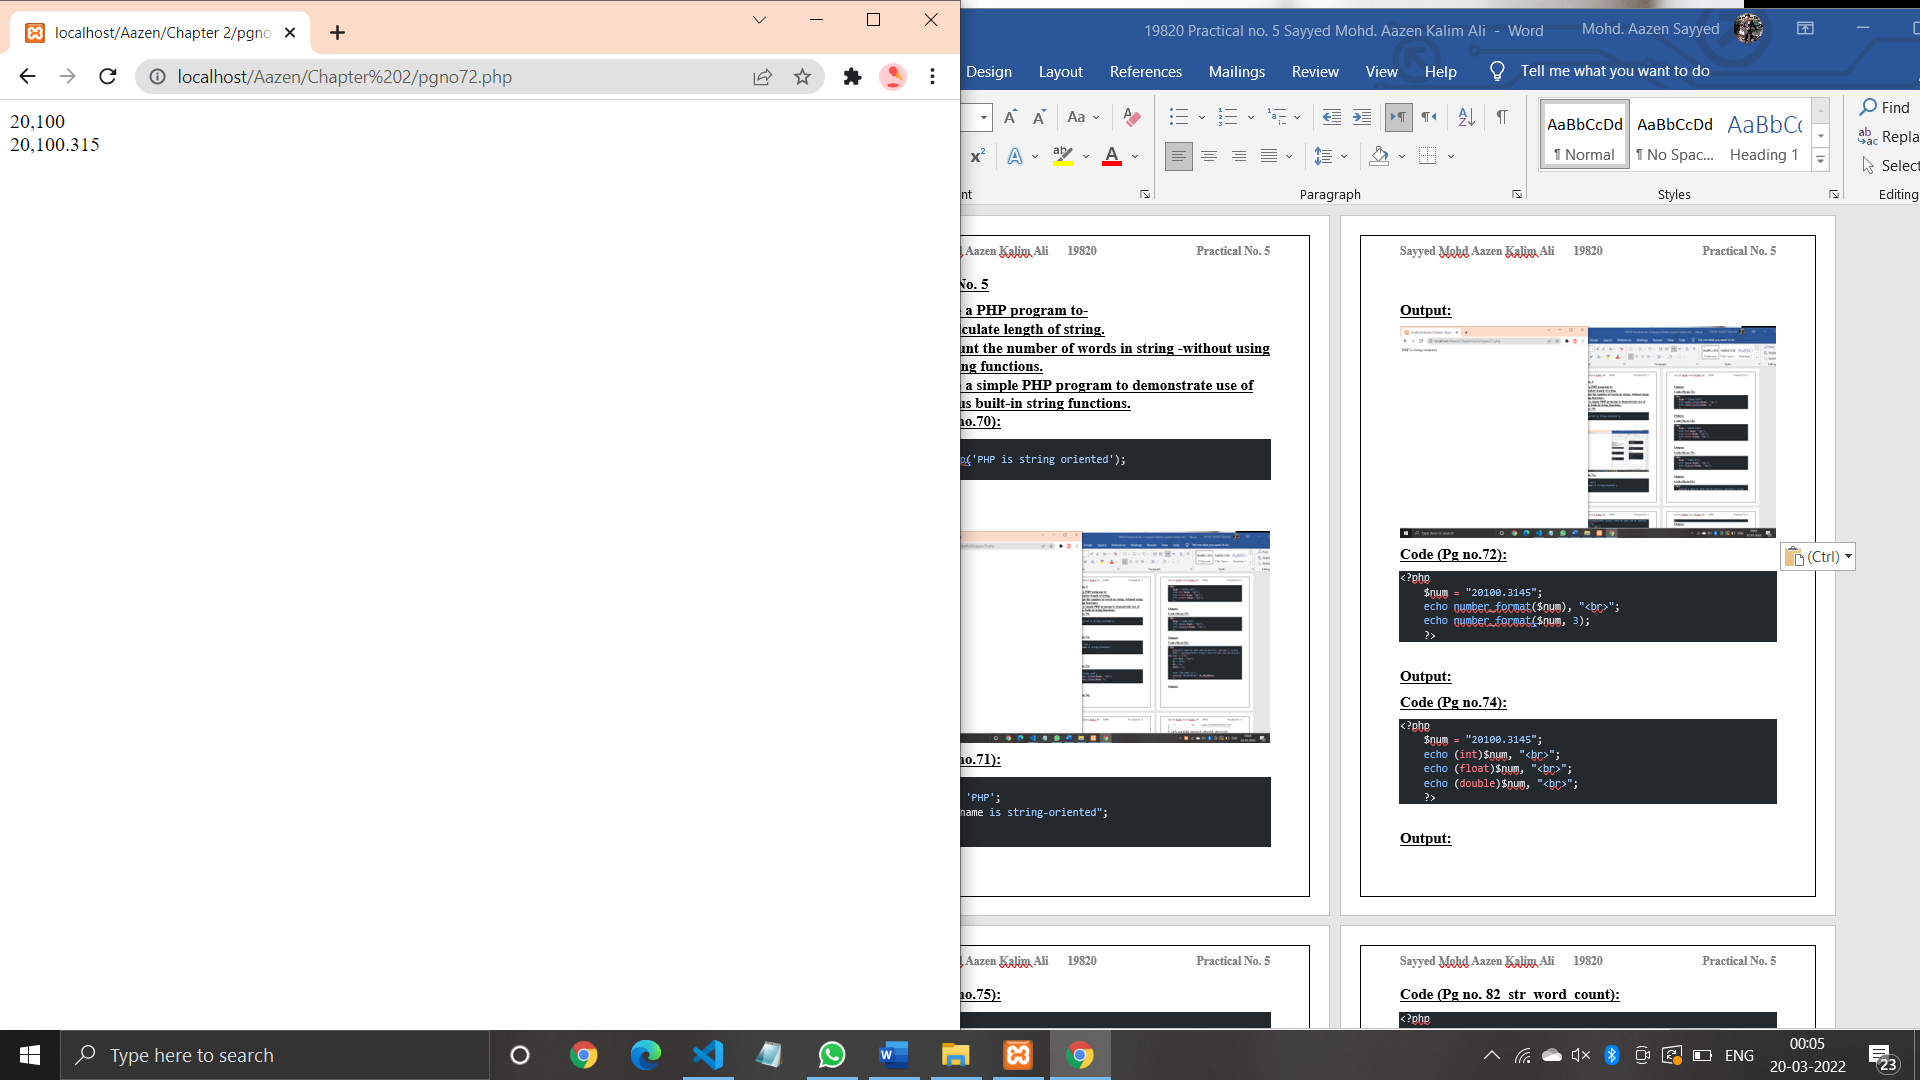 localhost/Aazen/Chapter 2/pgno
localhost/Aazen/Chapter%202/pgno72.php
20,100
20,100.315
19820 Practical no. 5 Sayyed Mohd. Aazen Kalim Ali - Word
Mohd. Aazen Sayyed
Design Layout References Mailings Review View Help Tell me what you want to do
AaBbCcDd AaBbCcDd AaBbCc
¶ Normal ¶ No Spac... Heading 1
Find
Repla
Select
nt Paragraph Styles Editing
Aazen Kalim Ali 19820 Practical No. 5
No. 5
a PHP program to-
lculate length of string.
unt the number of words in string -without using
ng functions.
a simple PHP program to demonstrate use of
us built-in string functions.
no.70):
('PHP is string oriented');
no.71):
'PHP';
name is string-oriented";
Sayyed Mohd Aazen Kalim Ali 19820 Practical No. 5
Output:
Code (Pg no.72):
<?php
$num = "20100.3145";
echo number_format($num), "<br>";
echo number_format($num, 3);
?>
(Ctrl)
Output:
Code (Pg no.74):
<?php
$num = "20100.3145";
echo (int)$num, "<br>";
echo (float)$num, "<br>";
echo (double)$num, "<br>";
?>
Output:
Aazen Kalim Ali 19820 Practical No. 5
no.75):
Sayyed Mohd Aazen Kalim Ali 19820 Practical No. 5
Code (Pg no. 82 str_word_count):
<?php
Type here to search
ENG
00:05
20-03-2022
23